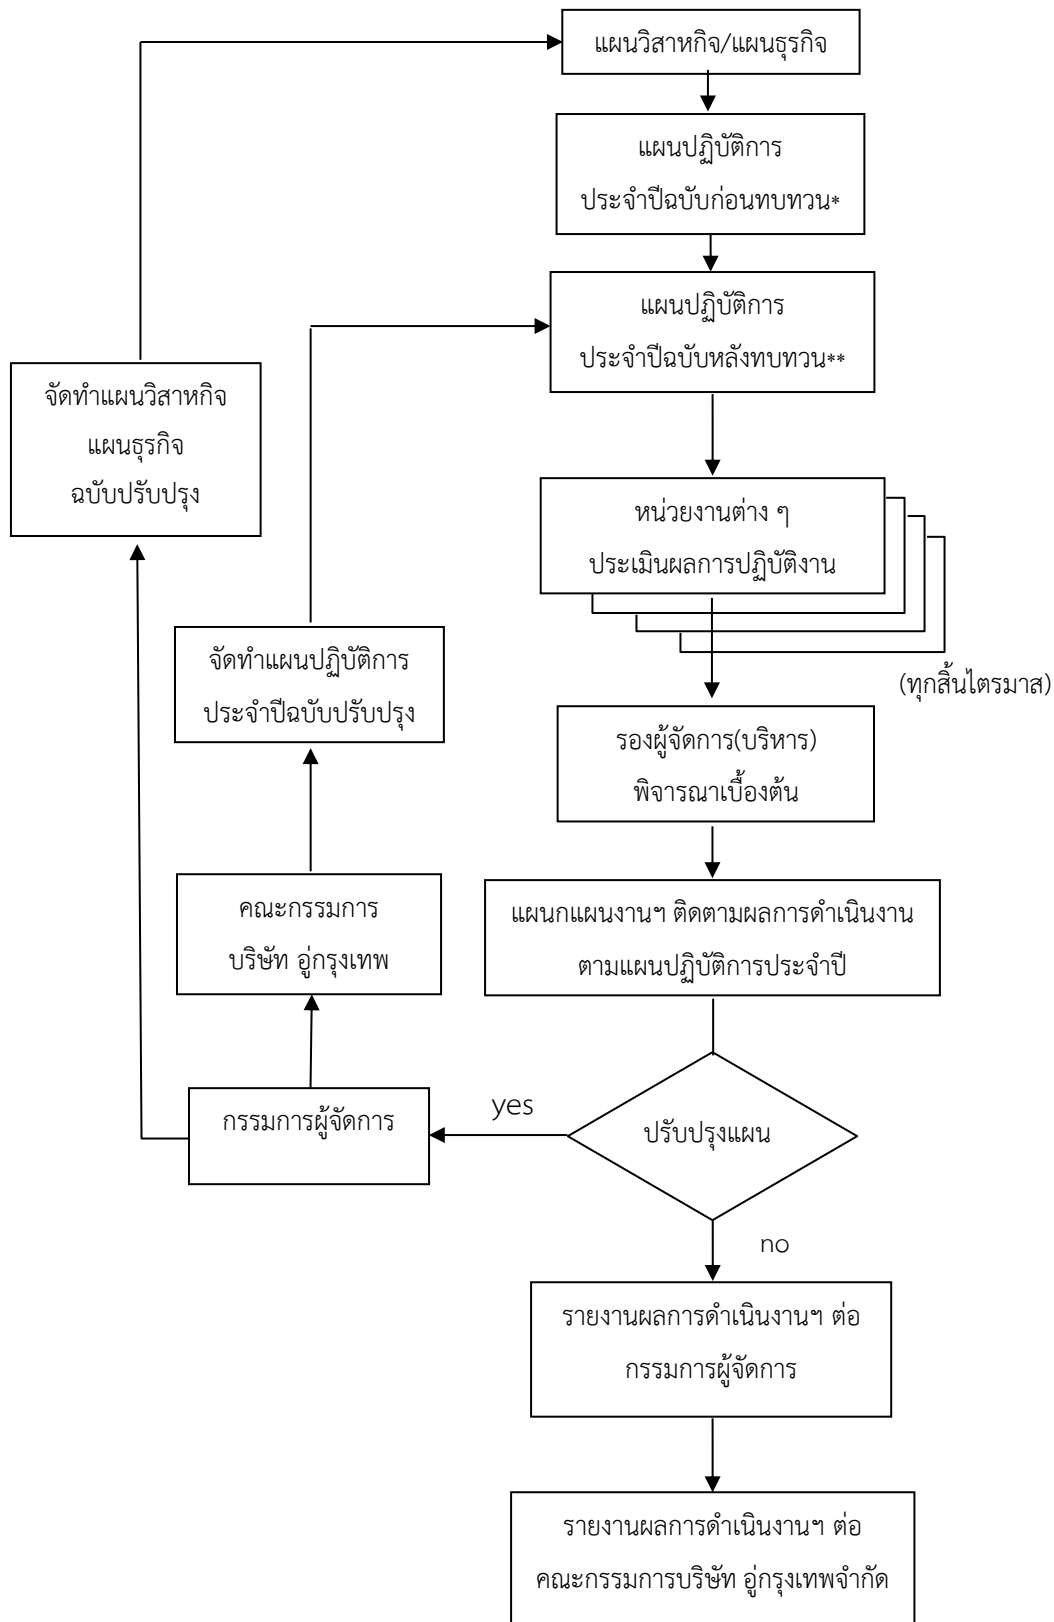 แผนวิสาหกิจ/แผนธุรกิจ
แผนปฏิบัติการ
ประจำปีฉบับก่อนทบทวน*
แผนปฏิบัติการ
ประจำปีฉบับหลังทบทวน**
จัดทำแผนวิสาหกิจ
แผนธุรกิจ
ฉบับปรับปรุง
หน่วยงานต่าง ๆ
ประเมินผลการปฏิบัติงาน
(ทุกสิ้นไตรมาส)
จัดทำแผนปฏิบัติการ
ประจำปีฉบับปรับปรุง
รองผู้จัดการ(บริหาร)
พิจารณาเบื้องต้น
คณะกรรมการ
บริษัท อู่กรุงเทพ
แผนกแผนงานฯ ติดตามผลการดำเนินงาน
ตามแผนปฏิบัติการประจำปี
กรรมการผู้จัดการ
yes
ปรับปรุงแผน
no
รายงานผลการดำเนินงานฯ ต่อ
กรรมการผู้จัดการ
รายงานผลการดำเนินงานฯ ต่อ
คณะกรรมการบริษัท อู่กรุงเทพจำกัด